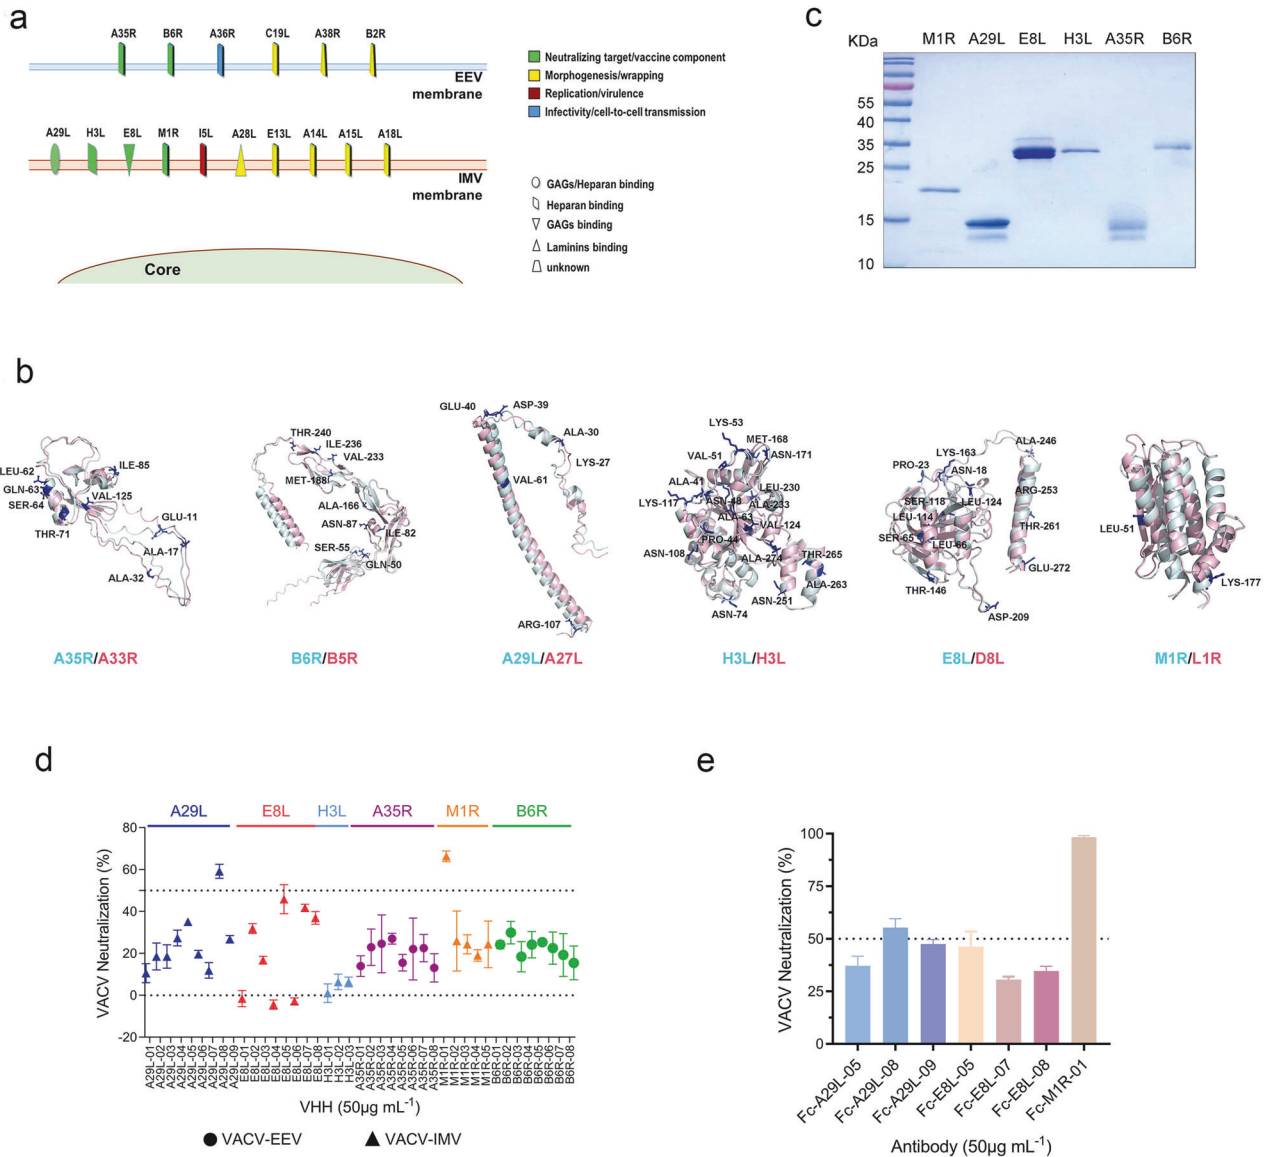 a
A35R B6R A36R C19L A38R B2R
EEV
membrane
A29L H3L E8L M1R I5L A28L E13L A14L A15L A18L
IMV
membrane
Core
Neutralizing target/vaccine component
Morphogenesis/wrapping
Replication/virulence
Infectivity/cell-to-cell transmission
GAGs/Heparan binding
Heparan binding
GAGs binding
Laminins binding
unknown
c
KDa M1R A29L E8L H3L A35R B6R
55
40
35
25
15
10
b
LEU-62
GLN-63
SER-64
THR-71
ILE-85
VAL-125
GLU-11
ALA-17
ALA-32
A35R/A33R
THR-240
ILE-236
VAL-233
MET-188
ALA-166
ASN-87
ILE-82
SER-55
GLN-50
B6R/B5R
GLU-40
ASP-39
ALA-30
LYS-27
VAL-61
ARG-107
A29L/A27L
LYS-53
MET-168
VAL-51
ASN-171
ALA-41
LEU-230
LYS-117
ASN-48
ALA-233
ALA-63
VAL-124
PRO-44
ASN-108
ALA-274
THR-265
ALA-263
ASN-251
ASN-74
H3L/H3L
ALA-246
LYS-163
PRO-23
ASN-18
ARG-253
SER-118
LEU-124
LEU-114
THR-261
SER-65
LEU-66
GLU-272
THR-146
ASP-209
E8L/D8L
LEU-51
LYS-177
M1R/L1R
d
A29L E8L H3L A35R M1R B6R
VACV Neutralization (%)
80
60
40
20
0
-20
A29L-01
A29L-02
A29L-03
A29L-04
A29L-05
A29L-06
A29L-07
A29L-08
A29L-09
E8L-01
E8L-02
E8L-03
E8L-04
E8L-05
E8L-06
E8L-07
E8L-08
H3L-01
H3L-02
H3L-03
A35R-01
A35R-02
A35R-03
A35R-04
A35R-05
A35R-06
A35R-07
A35R-08
M1R-01
M1R-02
M1R-03
M1R-04
M1R-05
B6R-01
B6R-02
B6R-03
B6R-04
B6R-05
B6R-06
B6R-07
B6R-08
VHH (50µg mL⁻¹)
VACV-EEV VACV-IMV
e
VACV Neutralization (%)
100
75
50
25
0
Fc-A29L-05
Fc-A29L-08
Fc-A29L-09
Fc-E8L-05
Fc-E8L-07
Fc-E8L-08
Fc-M1R-01
Antibody (50µg mL⁻¹)